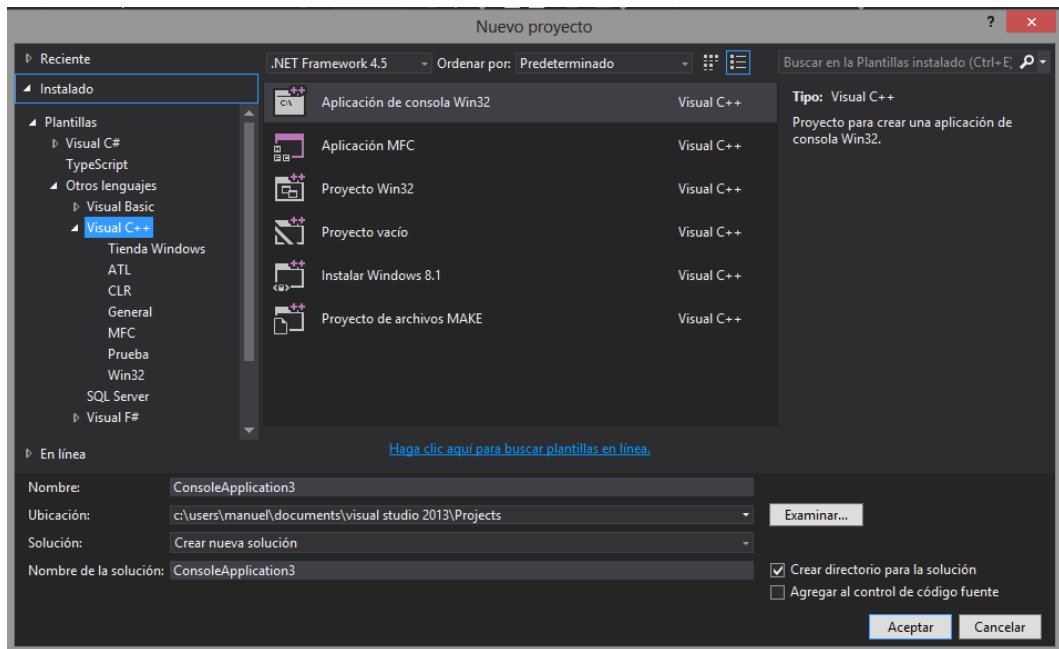 Nuevo proyecto
?
Reciente
.NET Framework 4.5
Ordenar por:
Predeterminado
Buscar en la Plantillas instalado (Ctrl+E)
Instalado
Plantillas
Visual C#
TypeScript
Otros lenguajes
Visual Basic
Visual C++
Tienda Windows
ATL
CLR
General
MFC
Prueba
Win32
SQL Server
Visual F#
En línea
C:\
Aplicación de consola Win32
Visual C++
Aplicación MFC
Visual C++
Proyecto Win32
Visual C++
Proyecto vacío
Visual C++
Instalar Windows 8.1
Visual C++
Proyecto de archivos MAKE
Visual C++
Haga clic aquí para buscar plantillas en línea.
Tipo: Visual C++
Proyecto para crear una aplicación de
consola Win32.
Nombre:
ConsoleApplication3
Ubicación:
c:\users\manuel\documents\visual studio 2013\Projects
Examinar...
Solución:
Crear nueva solución
Nombre de la solución:
ConsoleApplication3
Crear directorio para la solución
Agregar al control de código fuente
Aceptar
Cancelar